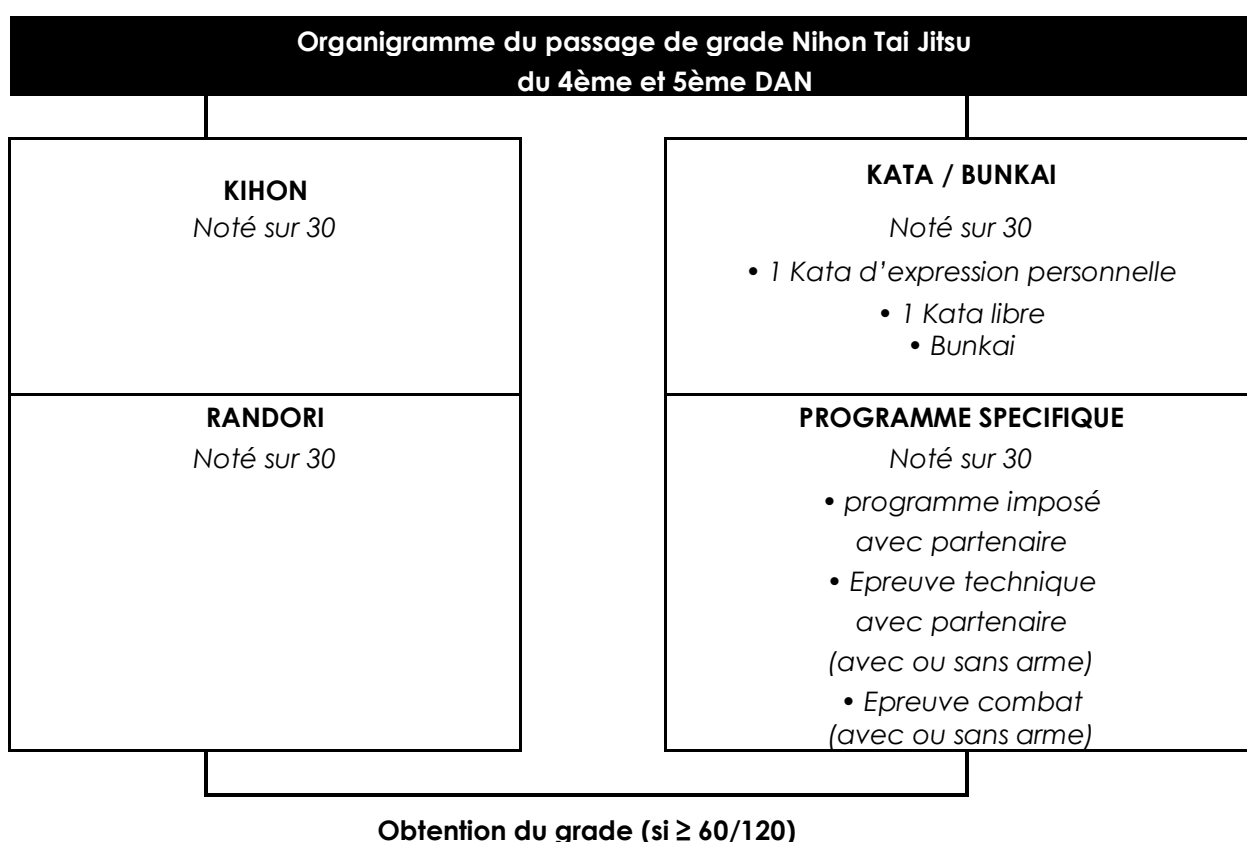 Organigramme du passage de grade Nihon Tai Jitsu
du 4ème et 5ème DAN
KIHON
Noté sur 30
KATA / BUNKAI
Noté sur 30
• 1 Kata d’expression personnelle
• 1 Kata libre
• Bunkai
RANDORI
Noté sur 30
PROGRAMME SPECIFIQUE
Noté sur 30
• programme imposé
avec partenaire
• Epreuve technique
avec partenaire
(avec ou sans arme)
• Epreuve combat
(avec ou sans arme)
Obtention du grade (si ≥ 60/120)